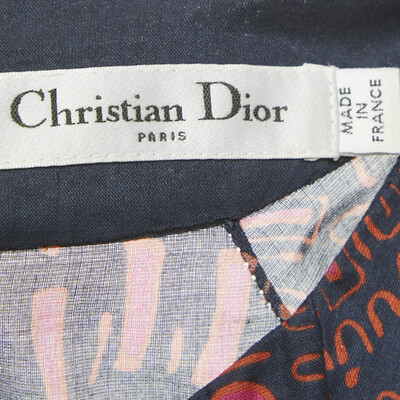 Christian Dior
PARIS
MADE
IN
FRANCE